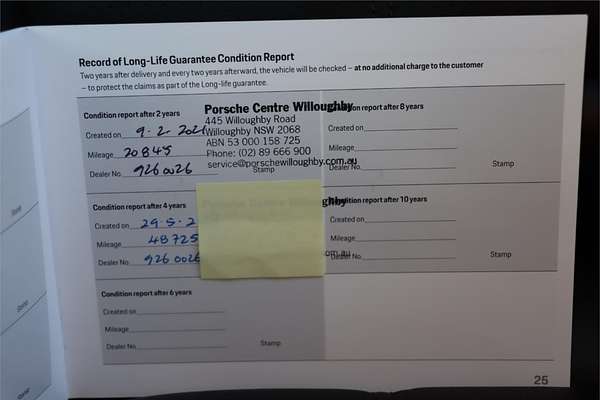 Record of Long-Life Guarantee Condition Report
Two years after delivery and every two years afterward, the vehicle will be checked – at no additional charge to the customer
– to protect the claims as part of the Long-life guarantee.
Condition report after 2 years
Created on 9-2 2021
Mileage 20845
Dealer No. 926 0026
Stamp
Porsche Centre Willoughby
445 Willoughby Road
Willoughby NSW 2068
ABN 53 000 158 725
Phone: (02) 89 666 900
service@porschewilloughby.com.au
Condition report after 4 years
Created on 29-5-2
Mileage 48725
Dealer No. 926 0026
Condition report after 6 years
Created on
Mileage
Dealer No.
Stamp
Condition report after 8 years
Created on
Mileage
Dealer No.
Stamp
Condition report after 10 years
Created on
Mileage
Dealer No.
Stamp
25